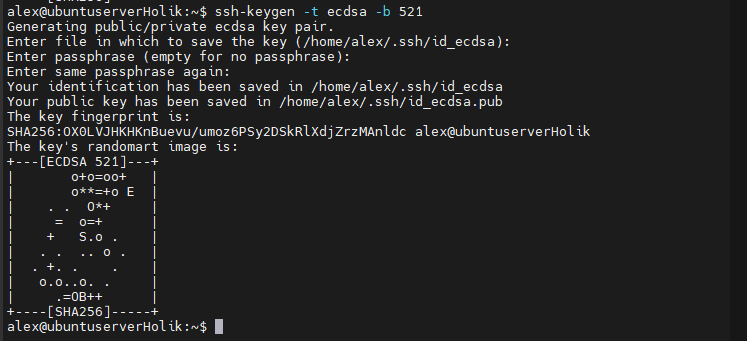 alex@ubuntuserverHolik:~$ ssh-keygen -t ecdsa -b 521
Generating public/private ecdsa key pair.
Enter file in which to save the key (/home/alex/.ssh/id_ecdsa):
Enter passphrase (empty for no passphrase):
Enter same passphrase again:
Your identification has been saved in /home/alex/.ssh/id_ecdsa
Your public key has been saved in /home/alex/.ssh/id_ecdsa.pub
The key fingerprint is:
SHA256:OX0LVJHKHKnBuevu/umoz6PSy2DSkRlXdjZrzMAnldc alex@ubuntuserverHolik
The key's randomart image is:
+---[ECDSA 521]---+
|       o+o=oo+   |
|       o**=+o E  |
|    . .  O*+     |
|     =  o=+      |
|    +   S.o .    |
|   . .  .. o .   |
|  . +. .    .    |
|   o.o..o. .     |
|     .=OB++      |
+----[SHA256]-----+
alex@ubuntuserverHolik:~$